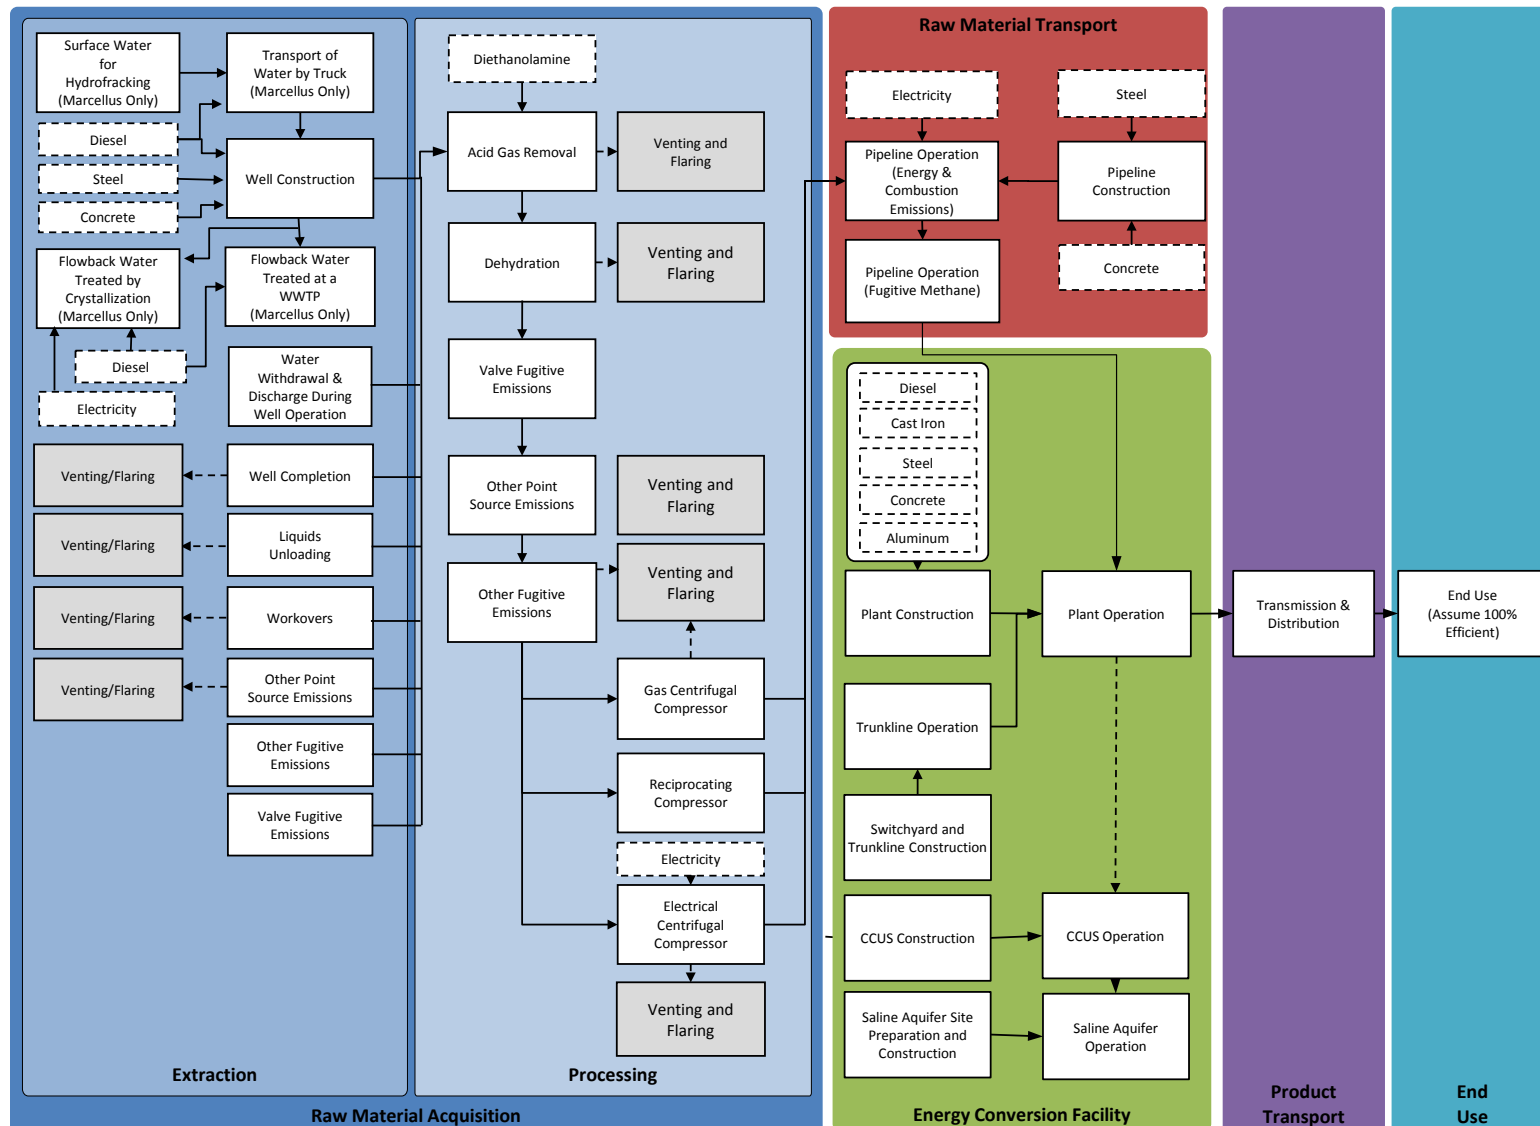 Surface Water
for
Hydrofracking
(Marcellus Only)
Transport of
Water by Truck
(Marcellus Only)
Diesel
Steel
Well Construction
Concrete
Flowback Water
Treated by
Crystallization
(Marcellus Only)
Flowback Water
Treated at a
WWTP
(Marcellus Only)
Diesel
Electricity
Water
Withdrawal &
Discharge During
Well Operation
Venting/Flaring
Well Completion
Venting/Flaring
Liquids
Unloading
Venting/Flaring
Workovers
Venting/Flaring
Other Point
Source Emissions
Other Fugitive
Emissions
Valve Fugitive
Emissions
Extraction
Diethanolamine
Acid Gas Removal
Venting and
Flaring
Dehydration
Venting and
Flaring
Valve Fugitive
Emissions
Other Point
Source Emissions
Venting and
Flaring
Other Fugitive
Emissions
Venting and
Flaring
Gas Centrifugal
Compressor
Reciprocating
Compressor
Electricity
Electrical
Centrifugal
Compressor
Venting and
Flaring
Processing
Raw Material Acquisition
Raw Material Transport
Electricity
Steel
Pipeline Operation
(Energy &
Combustion
Emissions)
Pipeline
Construction
Pipeline Operation
(Fugitive Methane)
Concrete
Diesel
Cast Iron
Steel
Concrete
Aluminum
Plant Construction
Plant Operation
Trunkline Operation
Switchyard and
Trunkline Construction
CCUS Construction
CCUS Operation
Saline Aquifer Site
Preparation and
Construction
Saline Aquifer
Operation
Energy Conversion Facility
Transmission &
Distribution
Product
Transport
End Use
(Assume 100%
Efficient)
End
Use